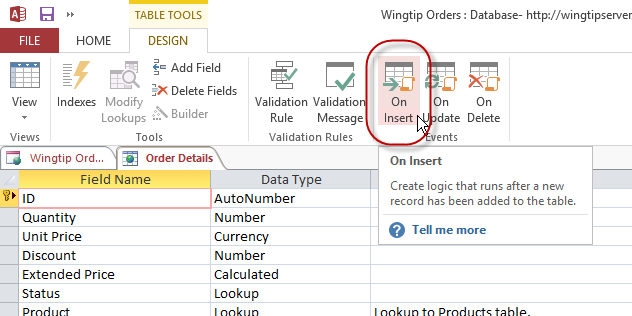 TABLE TOOLS
Wingtip Orders : Database- http://wingtipserver
FILE HOME DESIGN
View
Indexes
Modify
Lookups
Add Field
Delete Fields
Builder
Validation
Rule
Validation
Message
On
Insert
On
Update
On
Delete
Views Tools Validation Rules Events
Wingtip Ord... Order Details
On Insert
Create logic that runs after a new
record has been added to the table.
Tell me more
Field Name Data Type
ID AutoNumber
Quantity Number
Unit Price Currency
Discount Number
Extended Price Calculated
Status Lookup
Product Lookup Lookup to Products table.